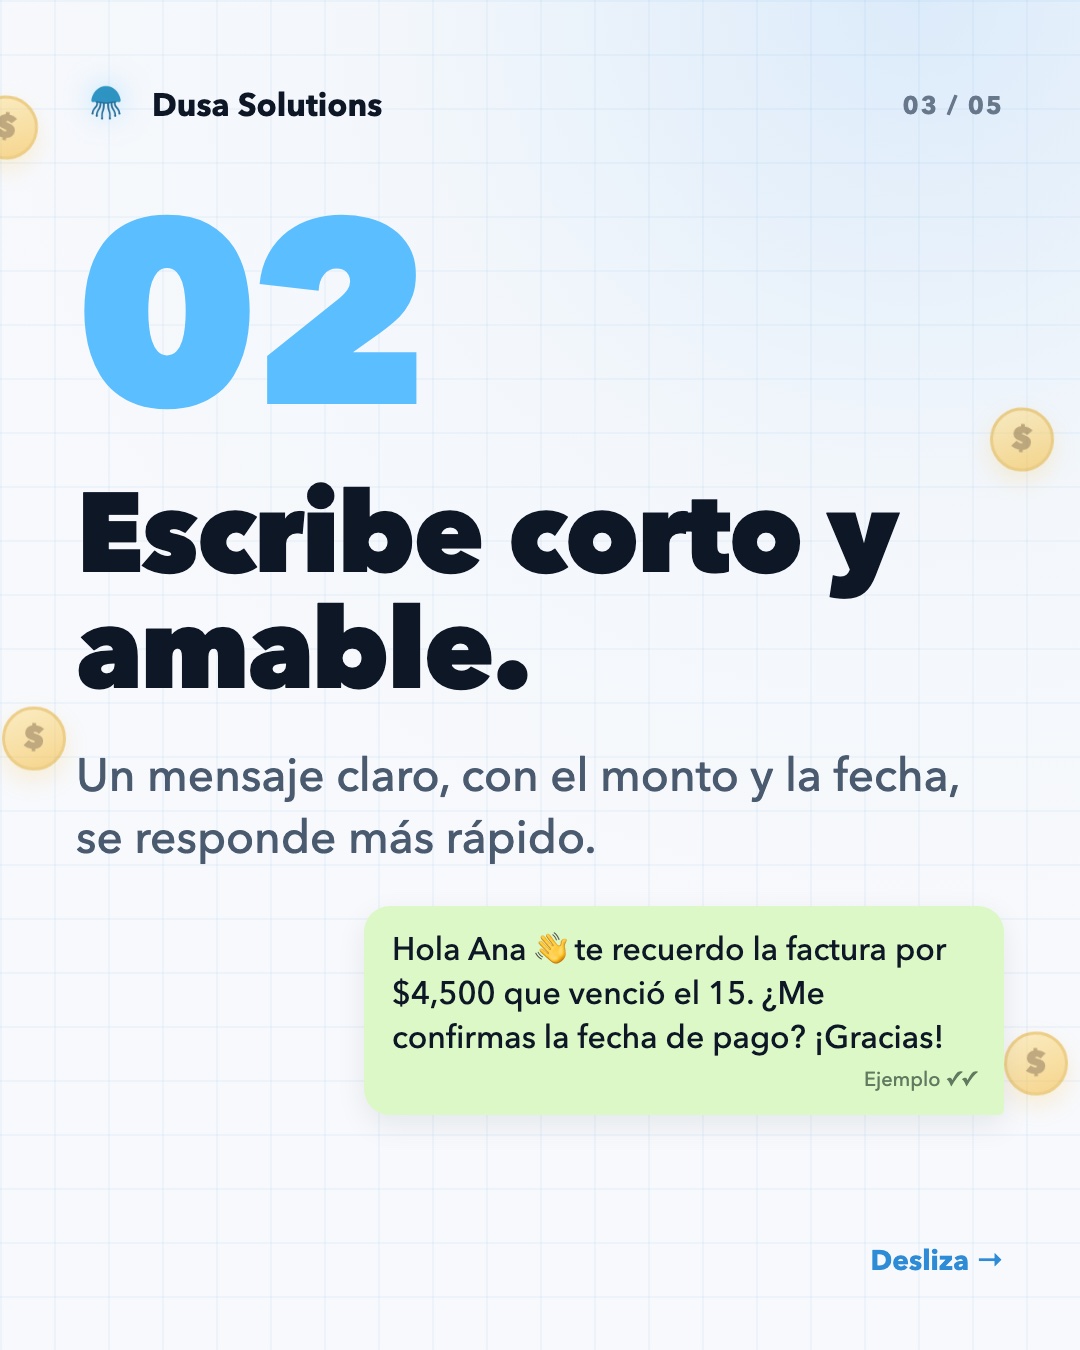 Dusa Solutions
03 / 05
02
Escribe corto y
amable.
Un mensaje claro, con el monto y la fecha,
se responde más rápido.
Hola Ana 👋 te recuerdo la factura por
$4,500 que venció el 15. ¿Me
confirmas la fecha de pago? ¡Gracias!
Ejemplo ✓✓
Desliza →
$
$
$
$